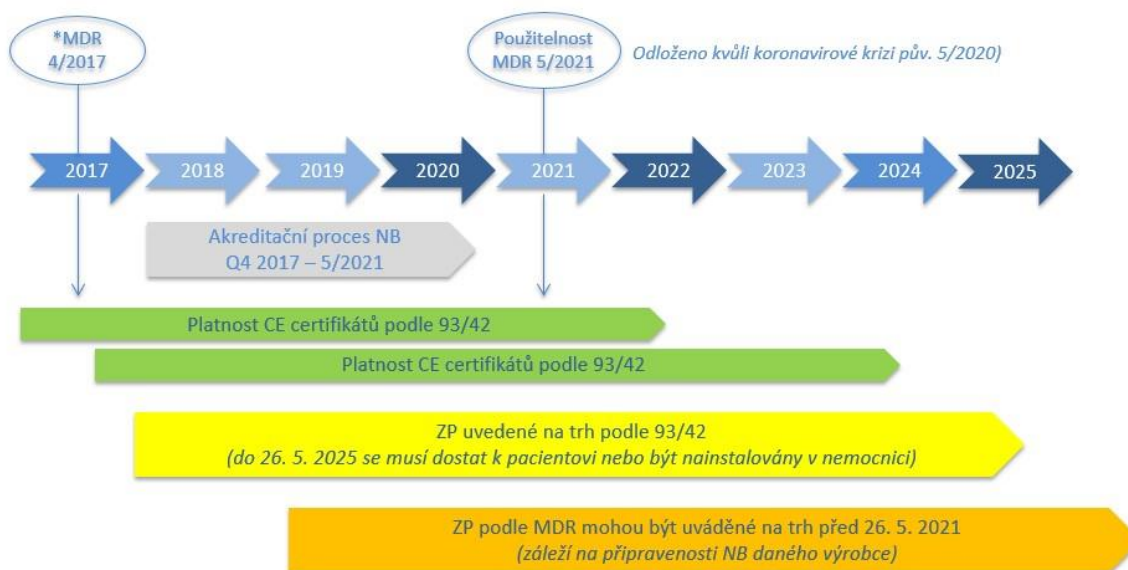 *MDR
4/2017
Použitelnost
MDR 5/2021
Odloženo kvůli koronavirové krizi pův. 5/2020)
2017
2018
2019
2020
2021
2022
2023
2024
2025
Akreditační proces NB
Q4 2017 – 5/2021
Platnost CE certifikátů podle 93/42
Platnost CE certifikátů podle 93/42
ZP uvedené na trh podle 93/42
(do 26. 5. 2025 se musí dostat k pacientovi nebo být nainstalovány v nemocnici)
ZP podle MDR mohou být uváděné na trh před 26. 5. 2021
(záleží na připravenosti NB daného výrobce)